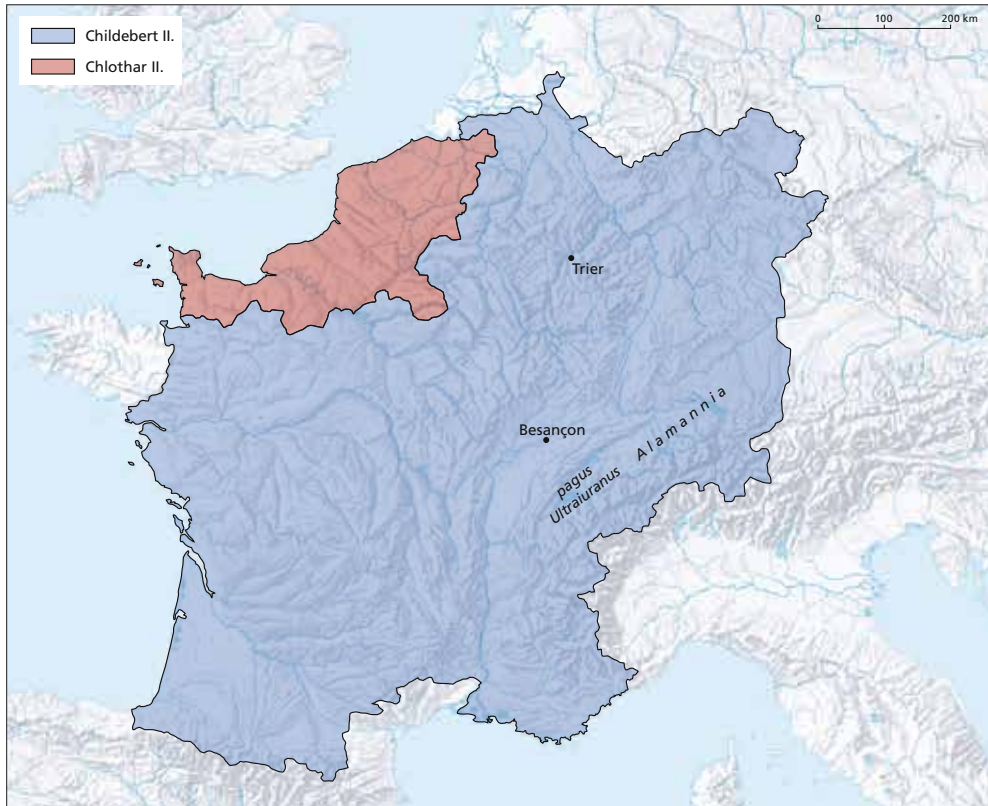 Childebert II.
Chlothar II.
0 100 200 km
Trier
Besançon
Alamannia
pagus
Ultraiuranus